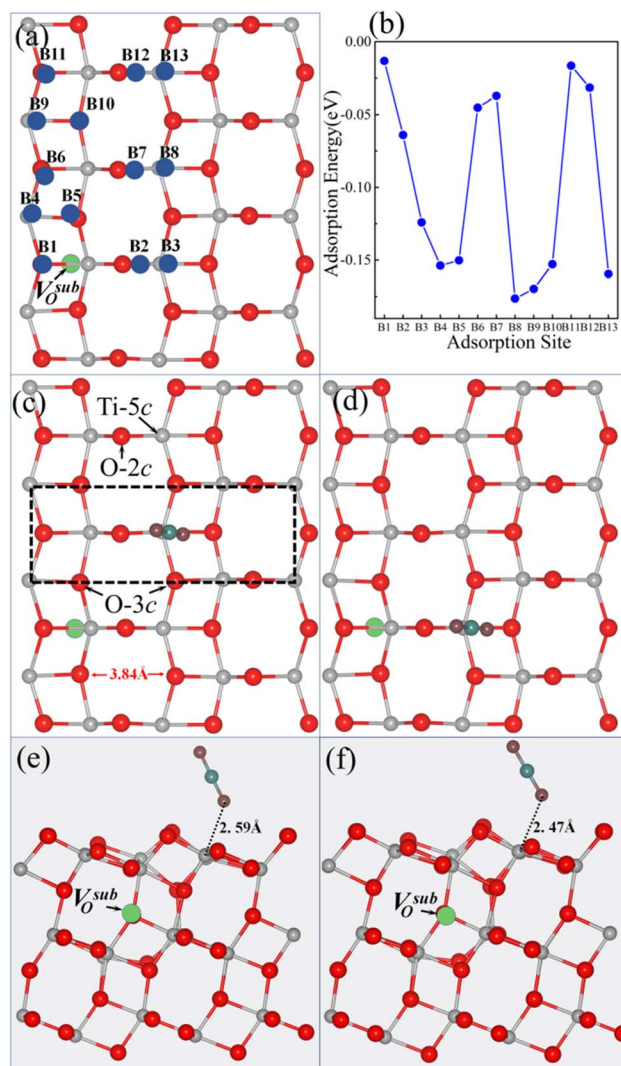 (a)
B11
B12
B13
B9
B10
B6
B7
B8
B4
B5
B1
B2
B3
V_O^sub
(b)
0.00
-0.05
-0.10
-0.15
Adsorption Energy(eV)
B1 B2 B3 B4 B5 B6 B7 B8 B9 B10 B11 B12 B13
Adsorption Site
(c)
Ti-5c
O-2c
O-3c
3.84Å
(d)
(e)
2. 59Å
V_O^sub
(f)
2. 47Å
V_O^sub